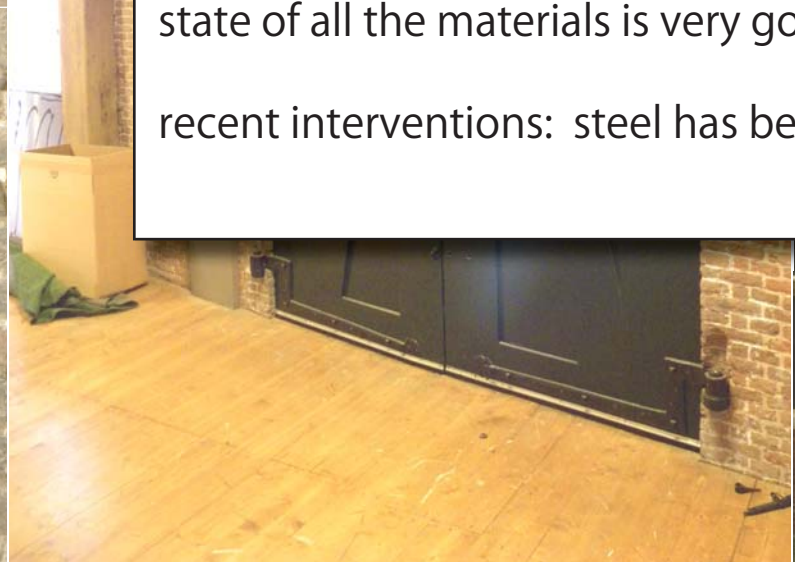 state of all the materials is very go
recent interventions: steel has be